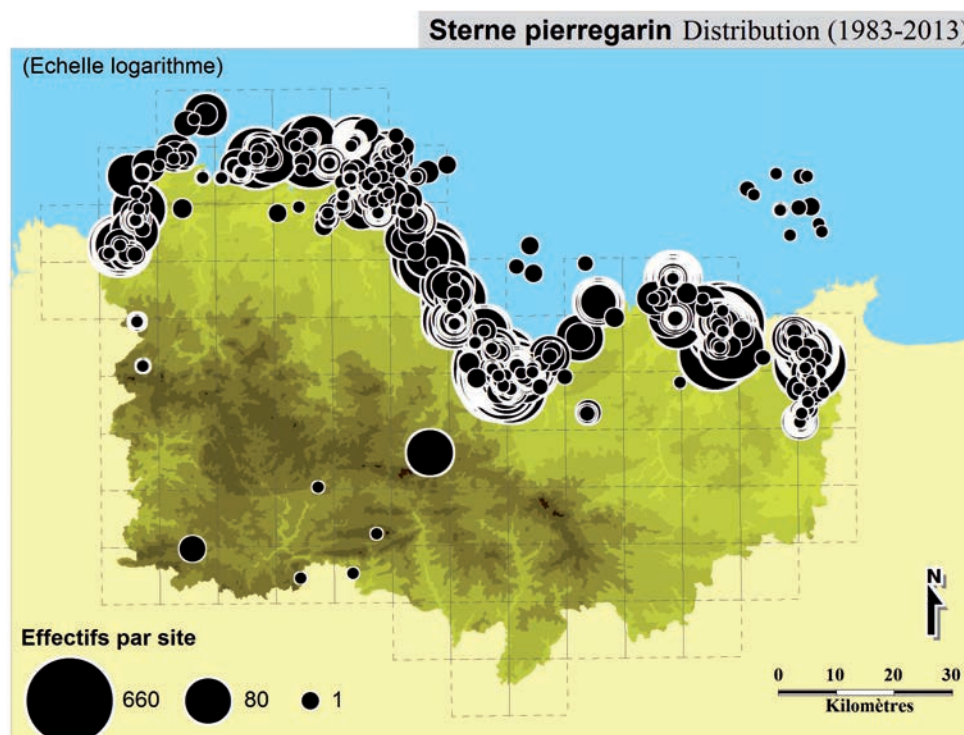 Sterne pierregarin Distribution (1983-2013)
(Echelle logarithme)
N
Effectifs par site
660 80 1
0 10 20 30
Kilomètres